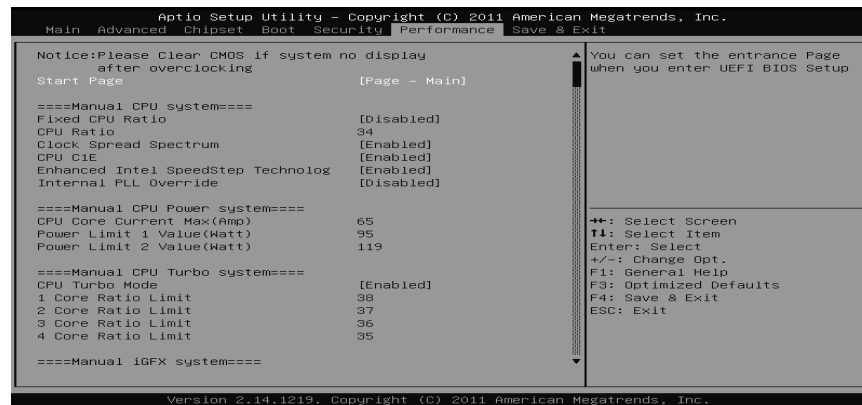 Aptio Setup Utility – Copyright (C) 2011 American Megatrends, Inc.
Main Advanced Chipset Boot Security Performance Save & Exit
Notice:Please Clear CMOS if system no display
after overclocking
Start Page [Page – Main]
====Manual CPU system====
Fixed CPU Ratio [Disabled]
CPU Ratio 34
Clock Spread Spectrum [Enabled]
CPU C1E [Enabled]
Enhanced Intel SpeedStep Technolog [Enabled]
Internal PLL Override [Disabled]
====Manual CPU Power system====
CPU Core Current Max(Amp) 65
Power Limit 1 Value(Watt) 95
Power Limit 2 Value(Watt) 119
====Manual CPU Turbo system====
CPU Turbo Mode [Enabled]
1 Core Ratio Limit 38
2 Core Ratio Limit 37
3 Core Ratio Limit 36
4 Core Ratio Limit 35
====Manual iGFX system====
You can set the entrance Page
when you enter UEFI BIOS Setup
→←: Select Screen
↑↓: Select Item
Enter: Select
+/-: Change Opt.
F1: General Help
F3: Optimized Defaults
F4: Save & Exit
ESC: Exit
Version 2.14.1219. Copyright (C) 2011 American Megatrends, Inc.